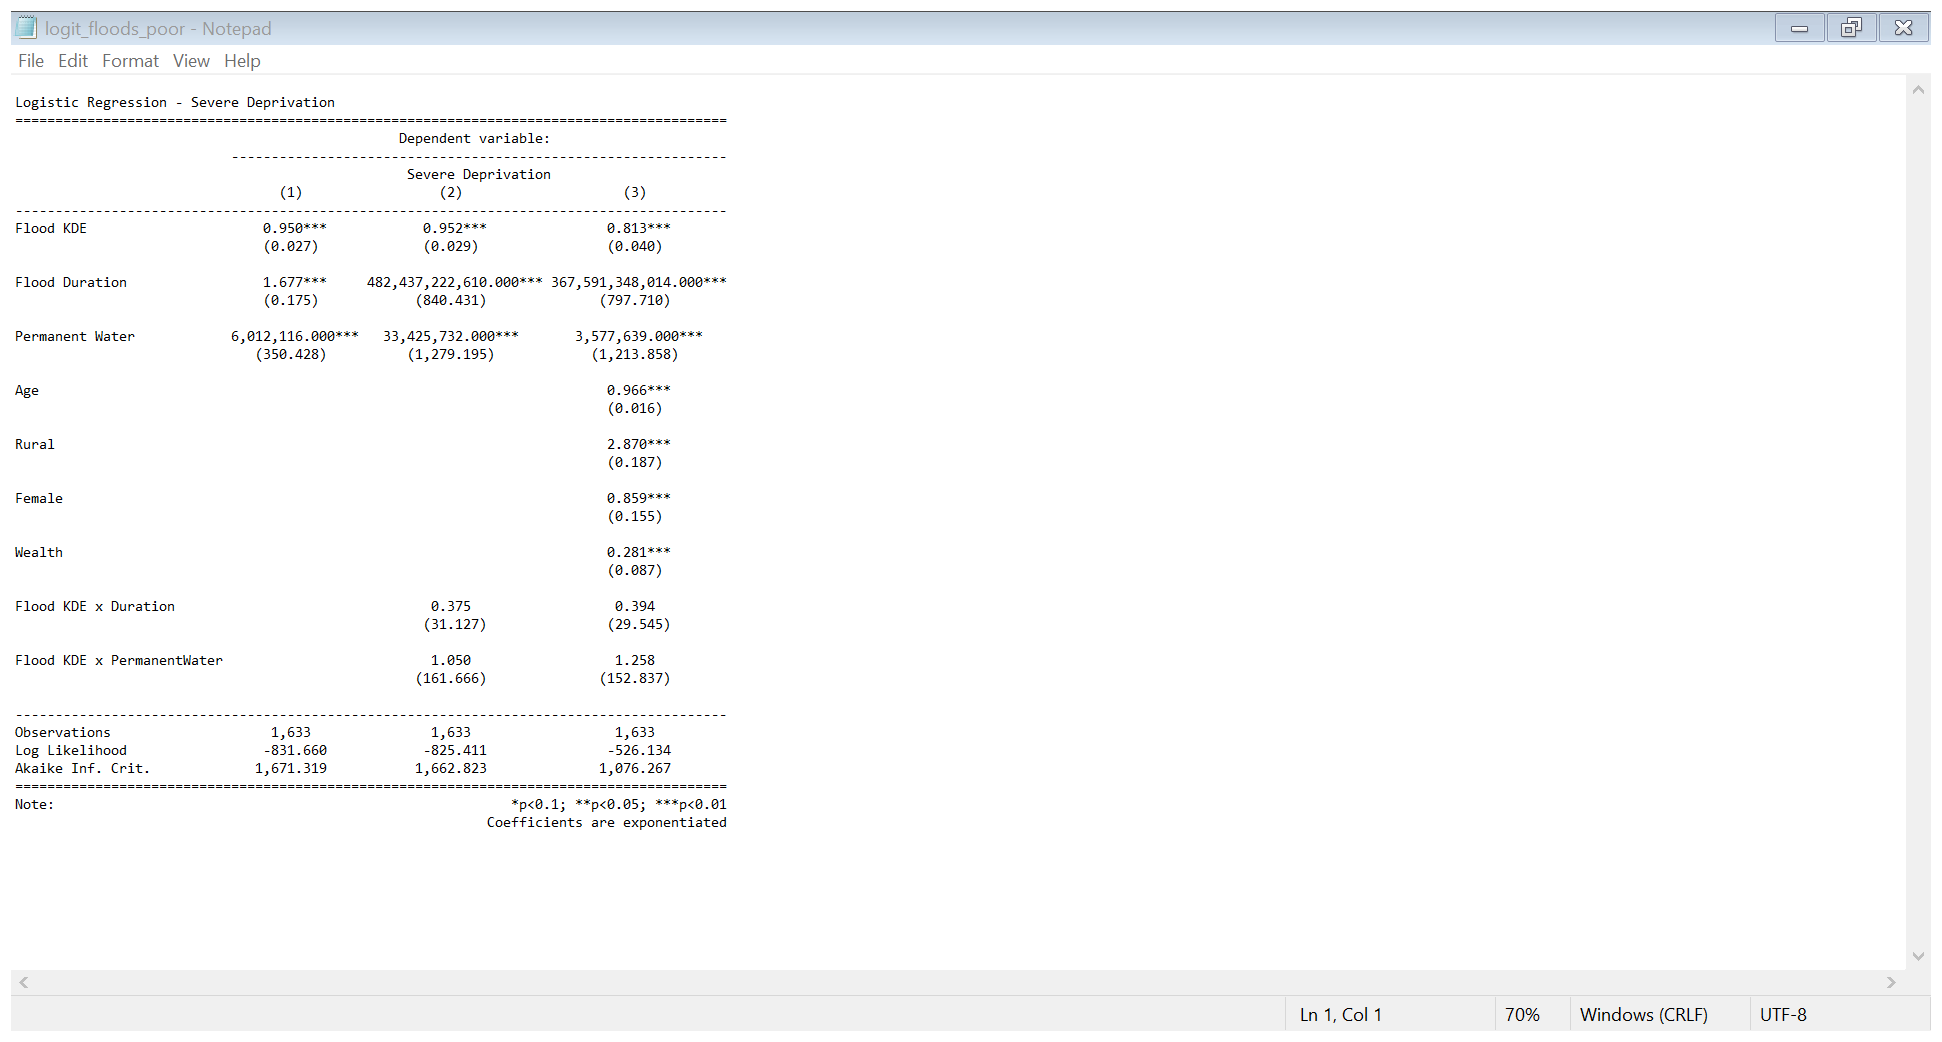 logit_floods_poor - Notepad
File Edit Format View Help
Logistic Regression - Severe Deprivation
=========================================================================================
Dependent variable:
--------------------------------------------------------------
Severe Deprivation
(1) (2) (3)
-----------------------------------------------------------------------------------------
Flood KDE 0.950*** 0.952*** 0.813***
(0.027) (0.029) (0.040)
Flood Duration 1.677*** 482,437,222,610.000*** 367,591,348,014.000***
(0.175) (840.431) (797.710)
Permanent Water 6,012,116.000*** 33,425,732.000*** 3,577,639.000***
(350.428) (1,279.195) (1,213.858)
Age 0.966***
(0.016)
Rural 2.870***
(0.187)
Female 0.859***
(0.155)
Wealth 0.281***
(0.087)
Flood KDE x Duration 0.375 0.394
(31.127) (29.545)
Flood KDE x PermanentWater 1.050 1.258
(161.666) (152.837)
-----------------------------------------------------------------------------------------
Observations 1,633 1,633 1,633
Log Likelihood -831.660 -825.411 -526.134
Akaike Inf. Crit. 1,671.319 1,662.823 1,076.267
=========================================================================================
Note: *p<0.1; **p<0.05; ***p<0.01
Coefficients are exponentiated
Ln 1, Col 1 70% Windows (CRLF) UTF-8